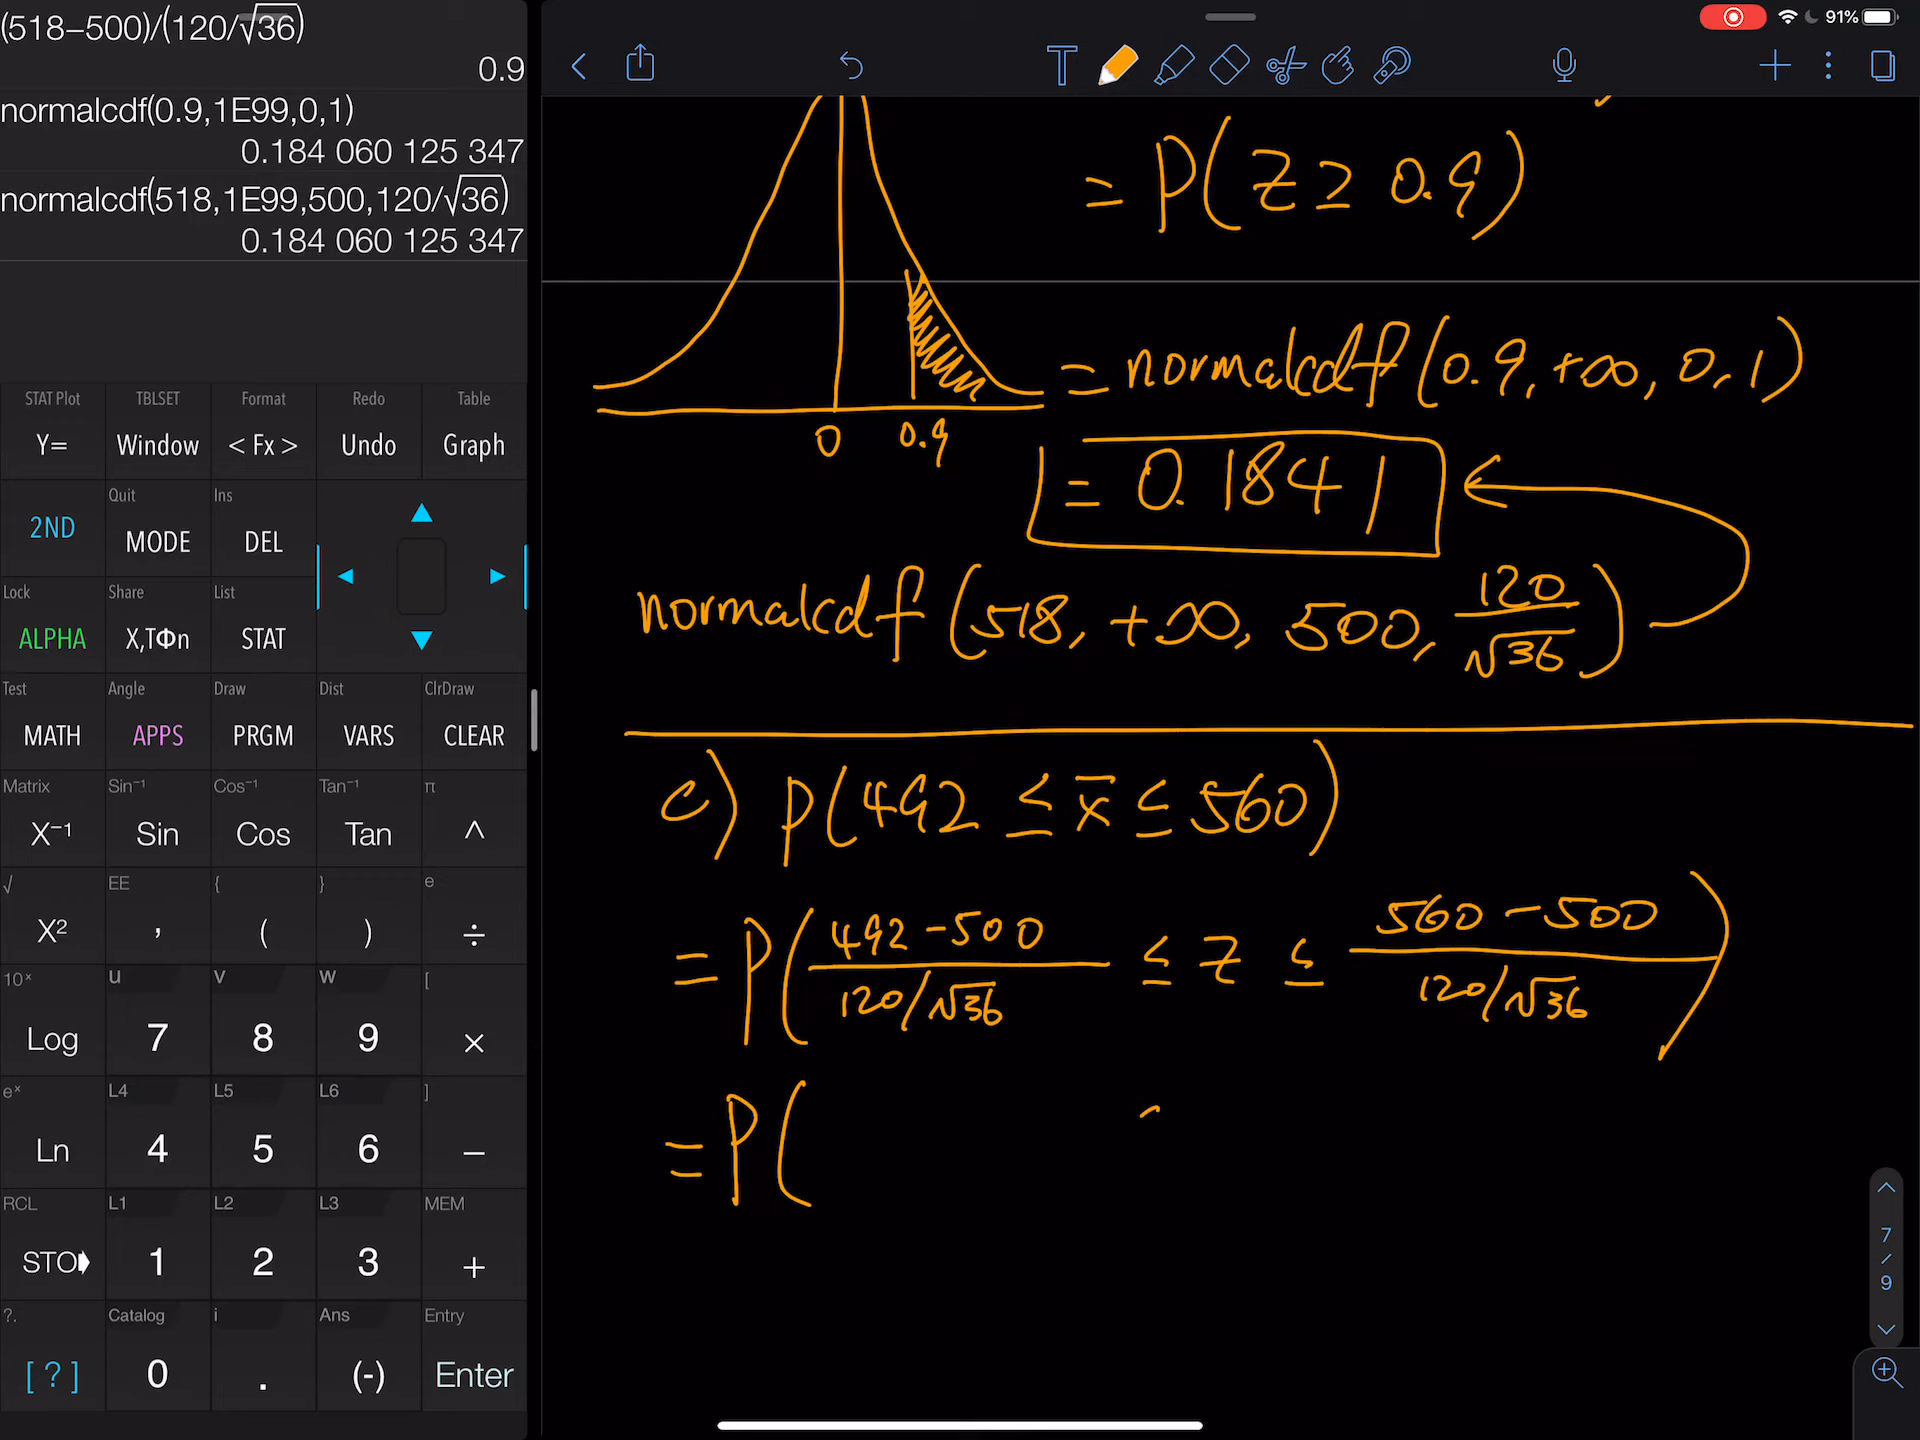 (518−500)/(120/√36)
0.9
normalcdf(0.9,1E99,0,1)
0.184 060 125 347
normalcdf(518,1E99,500,120/√36)
0.184 060 125 347
STAT Plot TBLSET Format Redo Table
Y= Window < Fx > Undo Graph
Quit Ins
2ND MODE DEL
Lock Share List
ALPHA X,TΦn STAT
Test Angle Draw Dist ClrDraw
MATH APPS PRGM VARS CLEAR
Matrix Sin⁻¹ Cos⁻¹ Tan⁻¹ π
X⁻¹ Sin Cos Tan ^
√ EE { } e
X² , ( ) ÷
10ˣ u v w [
Log 7 8 9 ×
eˣ L4 L5 L6 ]
Ln 4 5 6 −
RCL L1 L2 L3 MEM
STO 1 2 3 +
?. Catalog i Ans Entry
[ ? ] 0 . (-) Enter
91%
T
= P(Z ≥ 0.9)
0 0.9
= normalcdf(0.9, +∞, 0, 1)
= 0.1841
normalcdf(518, +∞, 500, 120/√36)
c) P(492 ≤ x̄ ≤ 560)
= P((492-500)/(120/√36) ≤ Z ≤ (560-500)/(120/√36))
= P(
7
/
9